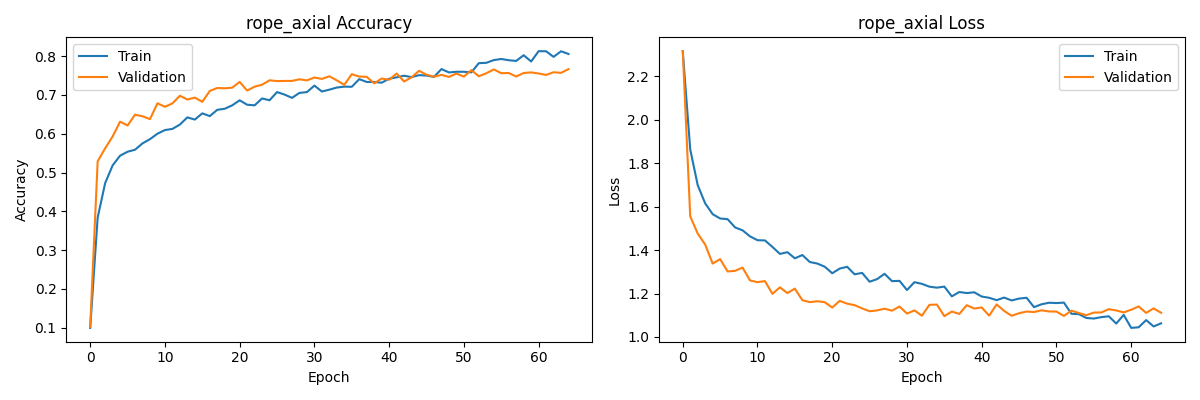 rope_axial Accuracy
Train
Validation
0.8
0.7
0.6
0.5
0.4
0.3
0.2
0.1
Accuracy
0 10 20 30 40 50 60
Epoch
rope_axial Loss
Train
Validation
2.2
2.0
1.8
1.6
1.4
1.2
1.0
Loss
0 10 20 30 40 50 60
Epoch